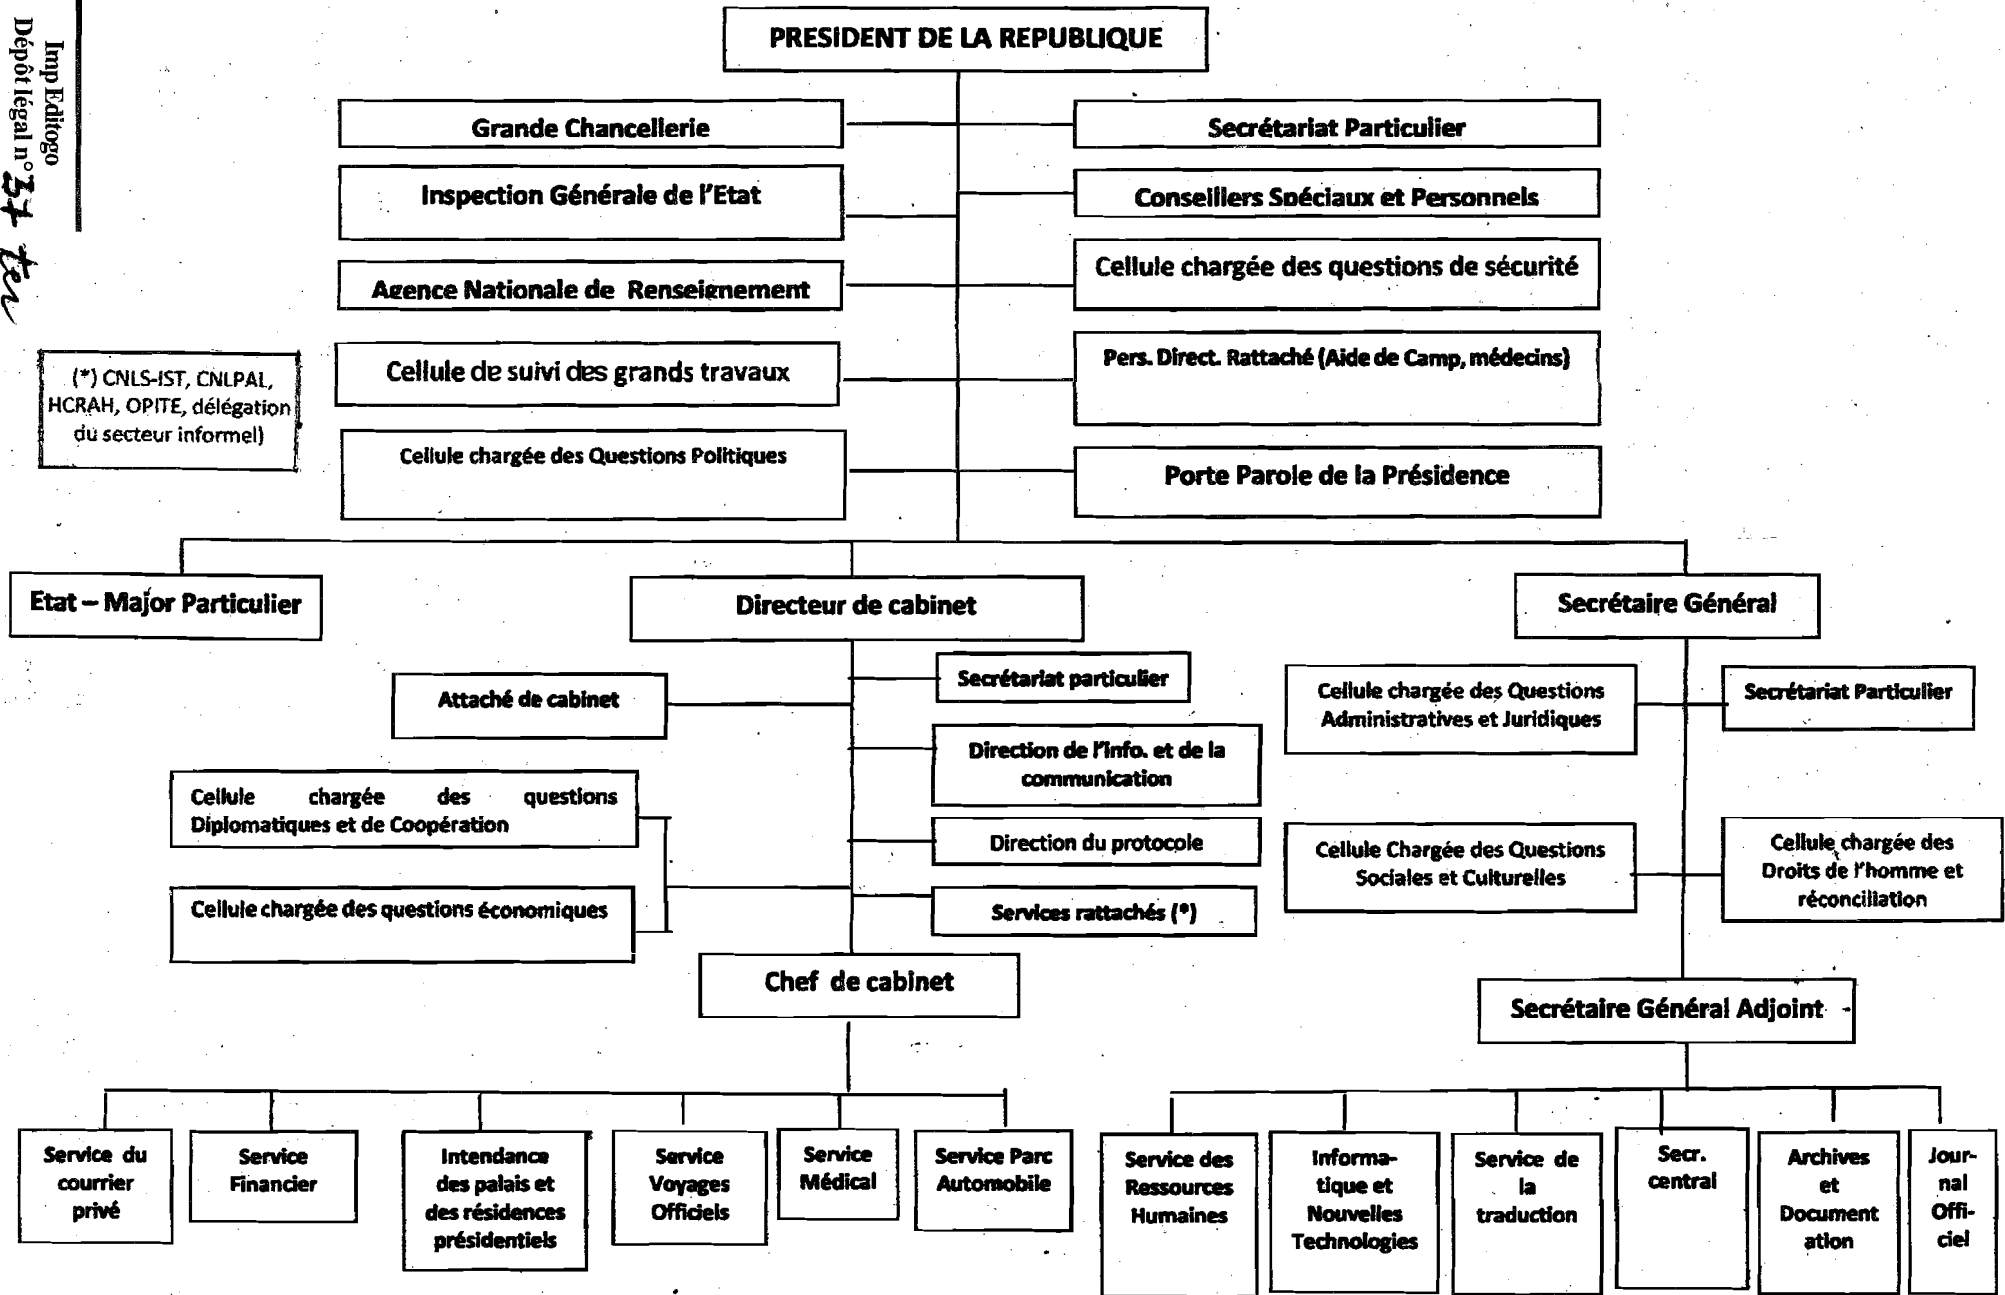 Imp Editogo
Dépôt légal n° 37 ter
PRESIDENT DE LA REPUBLIQUE
Grande Chancellerie
Secrétariat Particulier
Inspection Générale de l'Etat
Conseillers Spéciaux et Personnels
Agence Nationale de Renseignement
Cellule chargée des questions de sécurité
Cellule de suivi des grands travaux
Pers. Direct. Rattaché (Aide de Camp, médecins)
(*) CNLS-IST, CNLPAL,
HCRAH, OPITE, délégation
du secteur informel)
Cellule chargée des Questions Politiques
Porte Parole de la Présidence
Etat – Major Particulier
Directeur de cabinet
Secrétaire Général
Attaché de cabinet
Secrétariat particulier
Cellule chargée des Questions
Administratives et Juridiques
Secrétariat Particulier
Direction de l'info. et de la
communication
Cellule chargée des questions
Diplomatiques et de Coopération
Direction du protocole
Cellule Chargée des Questions
Sociales et Culturelles
Cellule chargée des
Droits de l'homme et
réconciliation
Cellule chargée des questions économiques
Services rattachés (*)
Chef de cabinet
Secrétaire Général Adjoint
Service du
courrier
privé
Service
Financier
Intendance
des palais et
des résidences
présidentiels
Service
Voyages
Officiels
Service
Médical
Service Parc
Automobile
Service des
Ressources
Humaines
Informa-
tique et
Nouvelles
Technologies
Service de
la
traduction
Secr.
central
Archives
et
Document
ation
Jour-
nal
Offi-
ciel